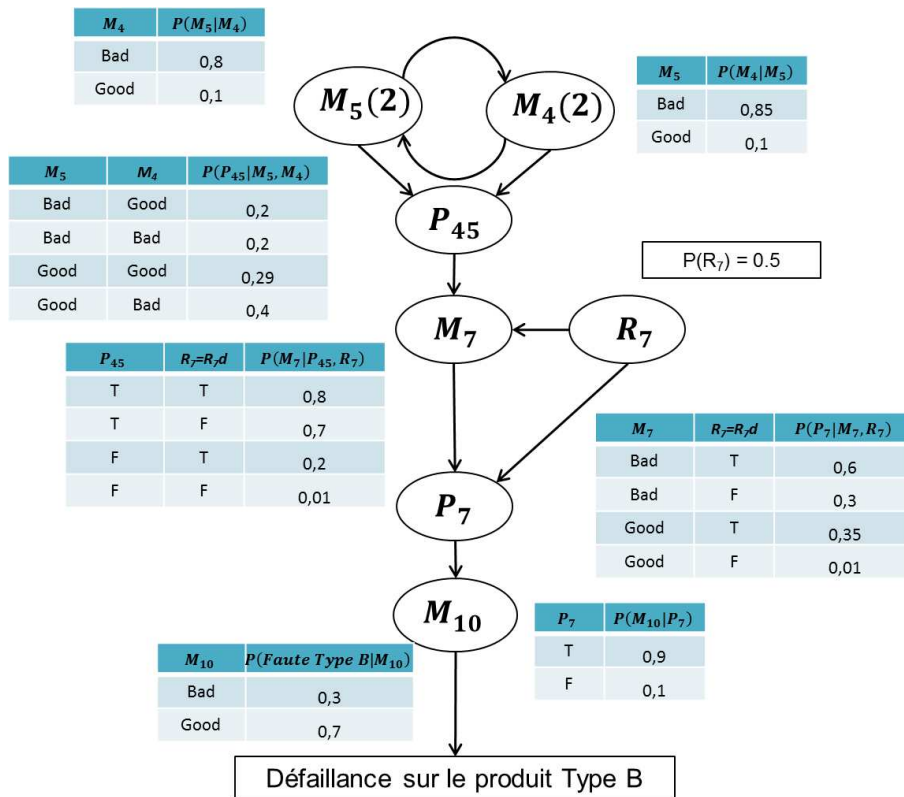 M₄ P(M₅|M₄)
Bad 0,8
Good 0,1
M₅(2)
M₄(2)
M₅ P(M₄|M₅)
Bad 0,85
Good 0,1
M₅ M₄ P(P₄₅|M₅, M₄)
Bad Good 0,2
Bad Bad 0,2
Good Good 0,29
Good Bad 0,4
P₄₅
P(R₇) = 0.5
M₇
R₇
P₄₅ R₇=R₇d P(M₇|P₄₅, R₇)
T T 0,8
T F 0,7
F T 0,2
F F 0,01
M₇ R₇=R₇d P(P₇|M₇, R₇)
Bad T 0,6
Bad F 0,3
Good T 0,35
Good F 0,01
P₇
M₁₀
P₇ P(M₁₀|P₇)
T 0,9
F 0,1
M₁₀ P(Faute Type B|M₁₀)
Bad 0,3
Good 0,7
Défaillance sur le produit Type B